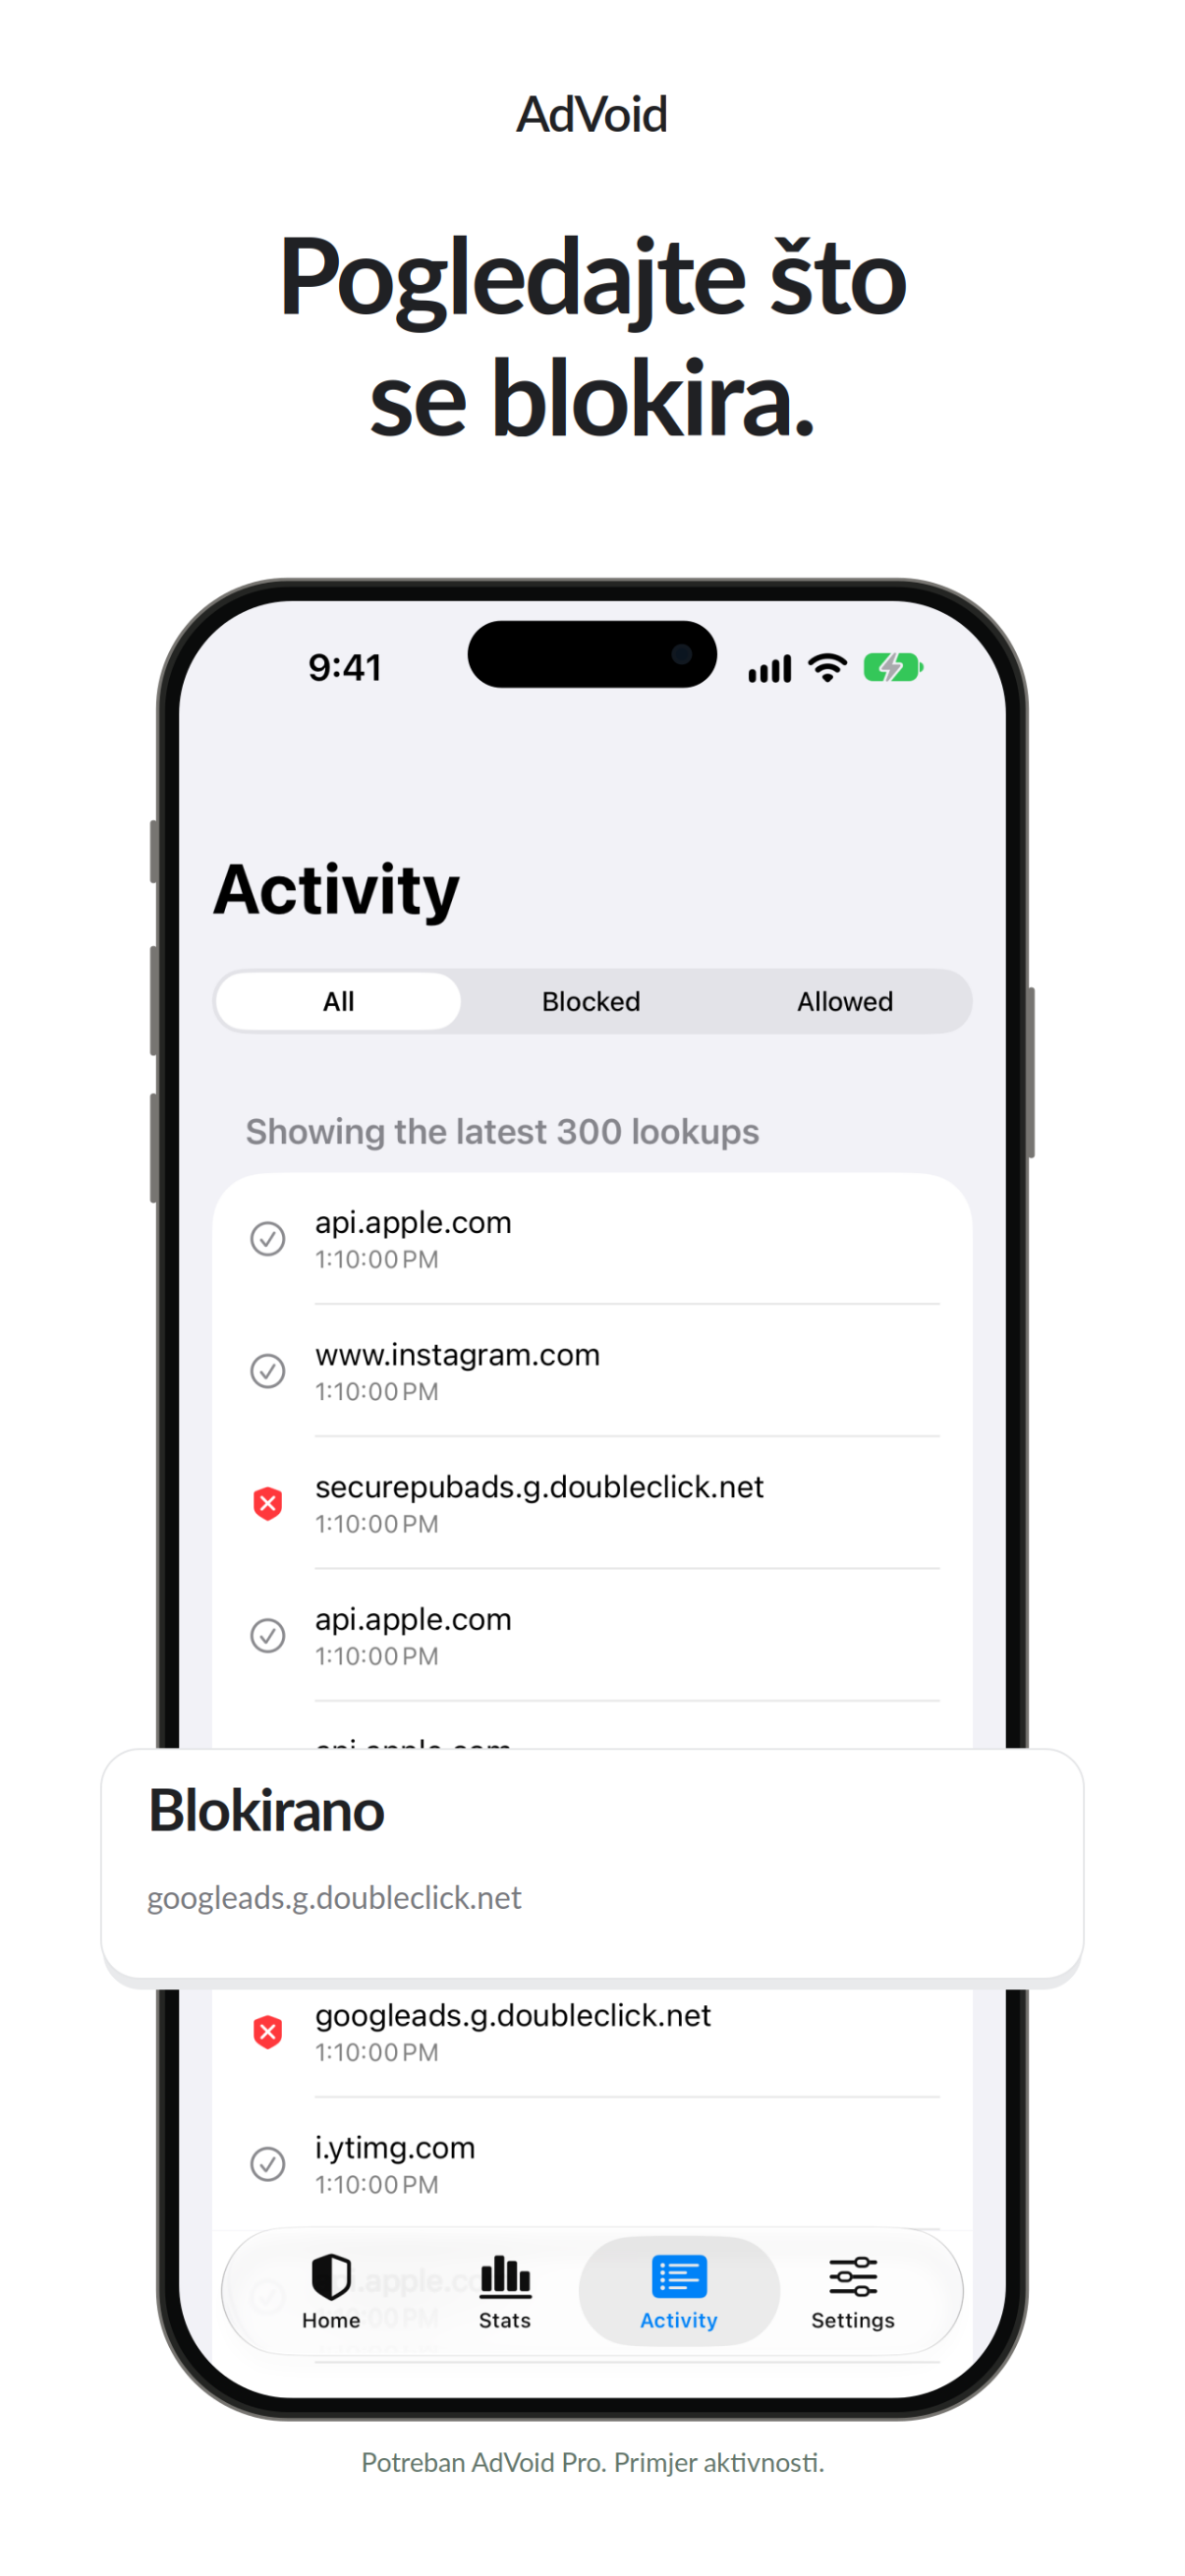 AdVoid
Pogledajte što
se blokira.
9:41
Activity
All Blocked Allowed
Showing the latest 300 lookups
api.apple.com
1:10:00 PM
www.instagram.com
1:10:00 PM
securepubads.g.doubleclick.net
1:10:00 PM
api.apple.com
1:10:00 PM
api.apple.com
Blokirano
googleads.g.doubleclick.net
googleads.g.doubleclick.net
1:10:00 PM
i.ytimg.com
1:10:00 PM
Home Stats Activity Settings
Potreban AdVoid Pro. Primjer aktivnosti.